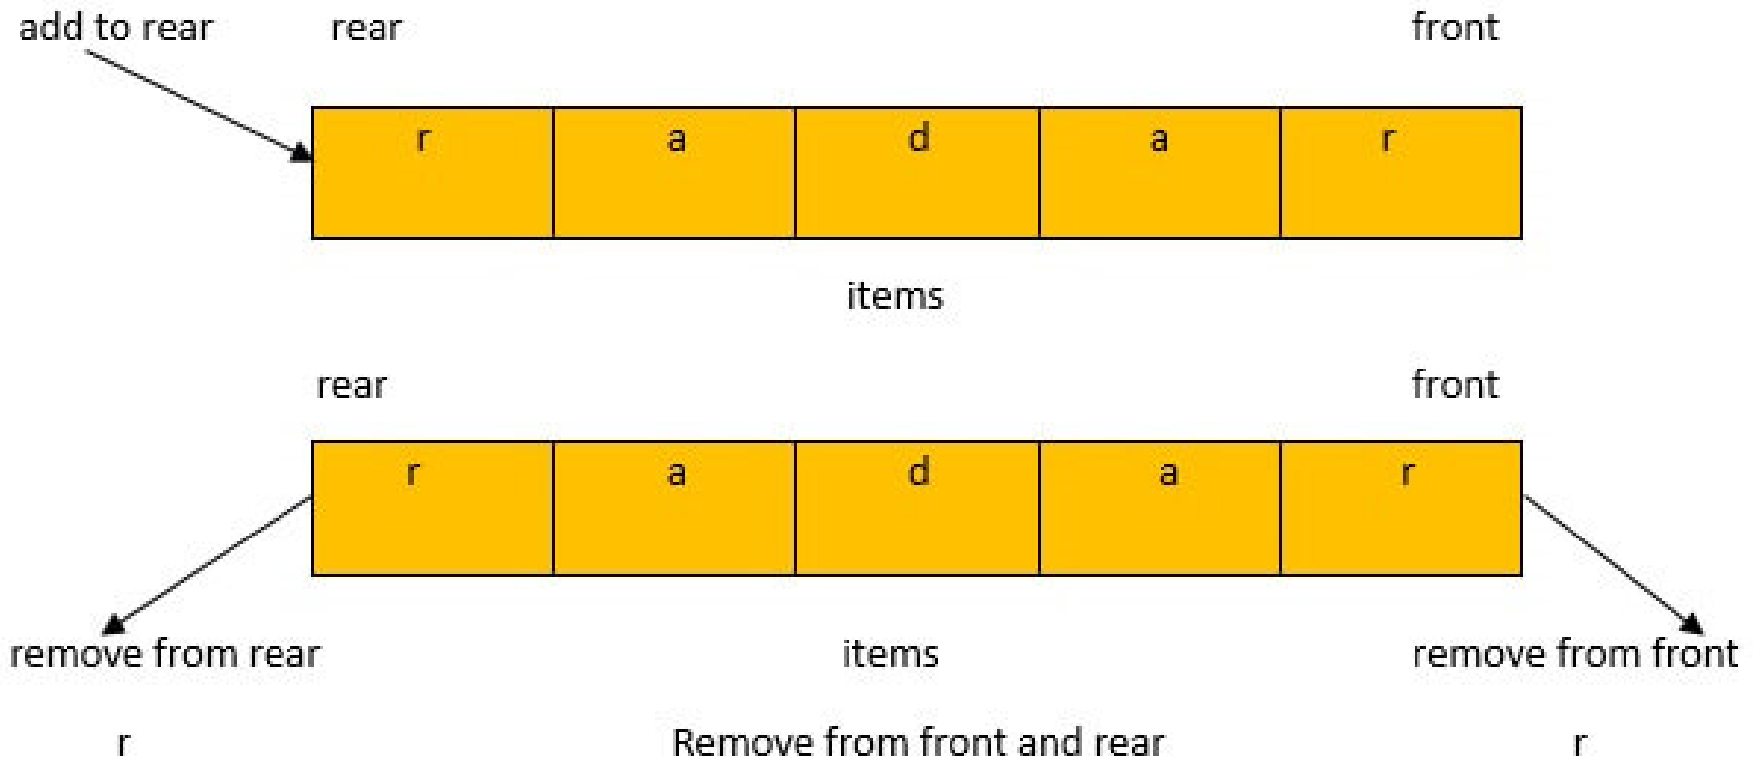 add to rear rear front
r a d a r
items
rear front
r a d a r
remove from rear items remove from front
r Remove from front and rear r